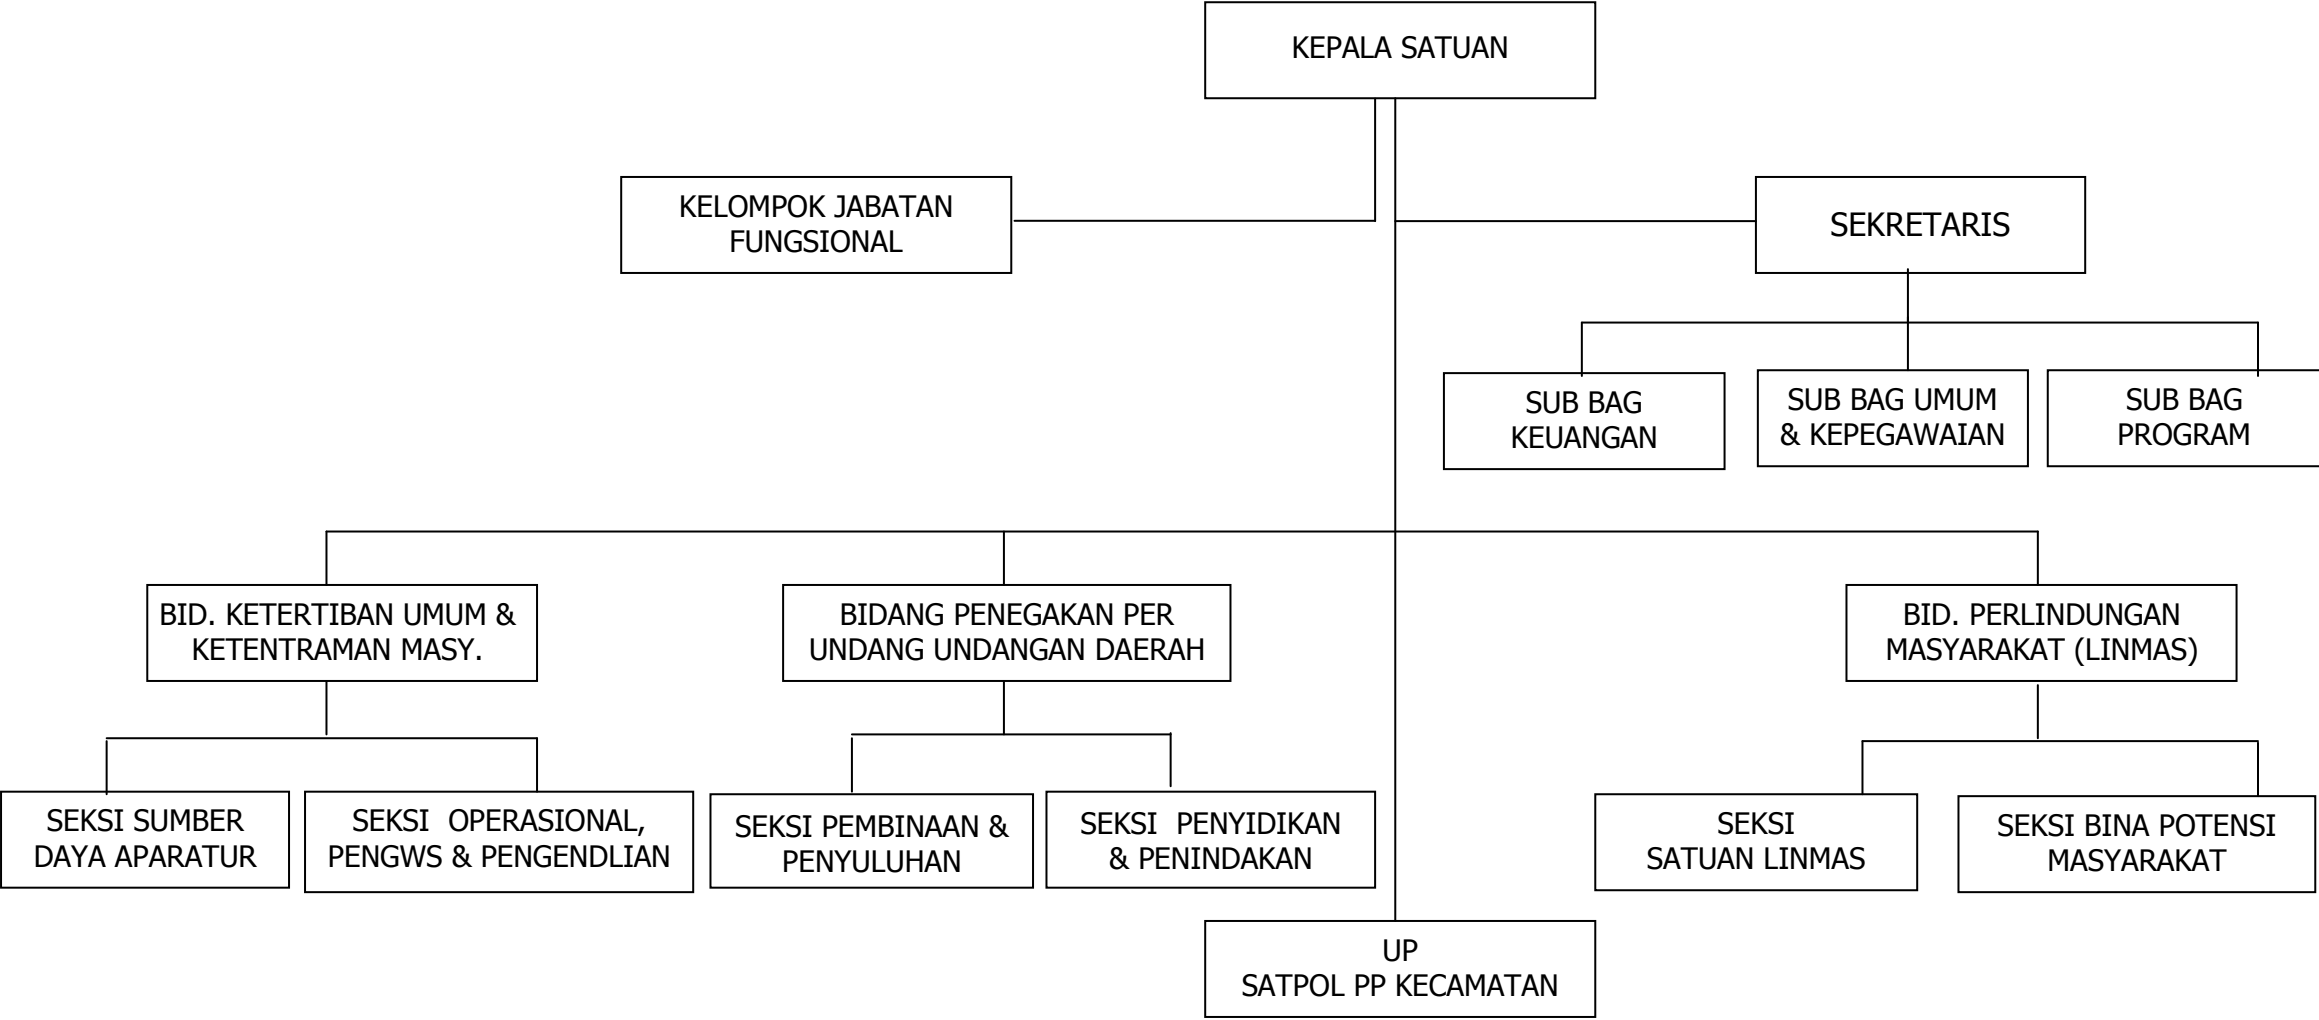 KEPALA SATUAN
KELOMPOK JABATAN
FUNGSIONAL
SEKRETARIS
SUB BAG
KEUANGAN
SUB BAG UMUM
& KEPEGAWAIAN
SUB BAG
PROGRAM
BID. KETERTIBAN UMUM &
KETENTRAMAN MASY.
BIDANG PENEGAKAN PER
UNDANG UNDANGAN DAERAH
BID. PERLINDUNGAN
MASYARAKAT (LINMAS)
SEKSI SUMBER
DAYA APARATUR
SEKSI  OPERASIONAL,
PENGWS & PENGENDLIAN
SEKSI PEMBINAAN &
PENYULUHAN
SEKSI  PENYIDIKAN
& PENINDAKAN
SEKSI
SATUAN LINMAS
SEKSI BINA POTENSI
MASYARAKAT
UP
SATPOL PP KECAMATAN